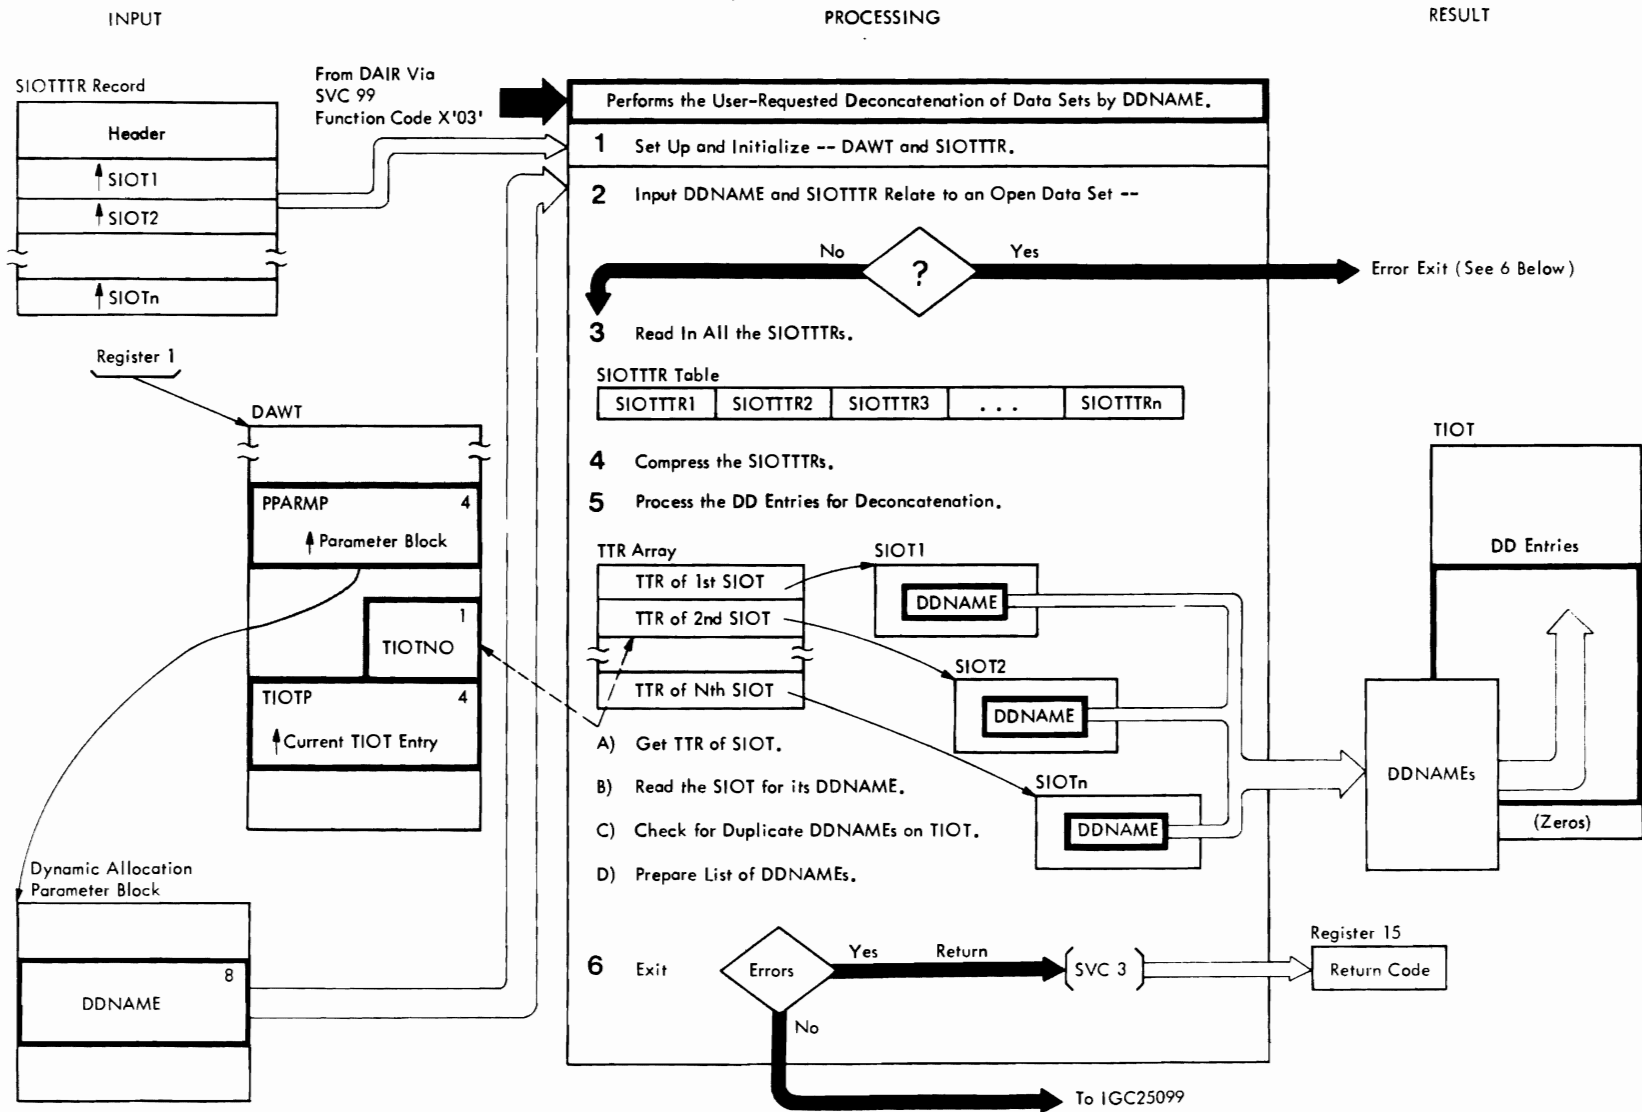 INPUT
PROCESSING
RESULT
SIOTTTR Record
Header
SIOT1
SIOT2
SIOTn
From DAIR Via
SVC 99
Function Code X'03'
Register 1
DAWT
PPARMP 4
Parameter Block
1
TIOTNO
TIOTP 4
Current TIOT Entry
Dynamic Allocation
Parameter Block
8
DDNAME
Performs the User-Requested Deconcatenation of Data Sets by DDNAME.
1 Set Up and Initialize -- DAWT and SIOTTTR.
2 Input DDNAME and SIOTTTR Relate to an Open Data Set --
No ? Yes
Error Exit (See 6 Below)
3 Read In All the SIOTTTRs.
SIOTTTR Table
SIOTTTR1 SIOTTTR2 SIOTTTR3 . . . SIOTTTRn
4 Compress the SIOTTTRs.
5 Process the DD Entries for Deconcatenation.
TTR Array
TTR of 1st SIOT
TTR of 2nd SIOT
TTR of Nth SIOT
SIOT1
DDNAME
SIOT2
DDNAME
SIOTn
DDNAME
A) Get TTR of SIOT.
B) Read the SIOT for its DDNAME.
C) Check for Duplicate DDNAMEs on TIOT.
D) Prepare List of DDNAMEs.
6 Exit
Errors
Yes Return
SVC 3
No
To IGC25099
TIOT
DD Entries
DDNAMEs
(Zeros)
Register 15
Return Code